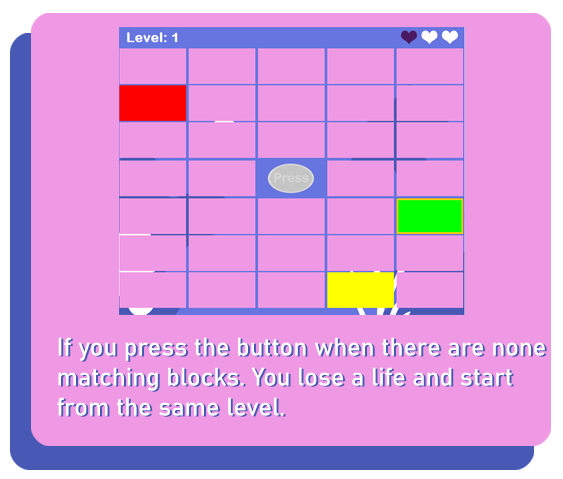 Level: 1
Press
If you press the button when there are none
matching blocks. You lose a life and start
from the same level.